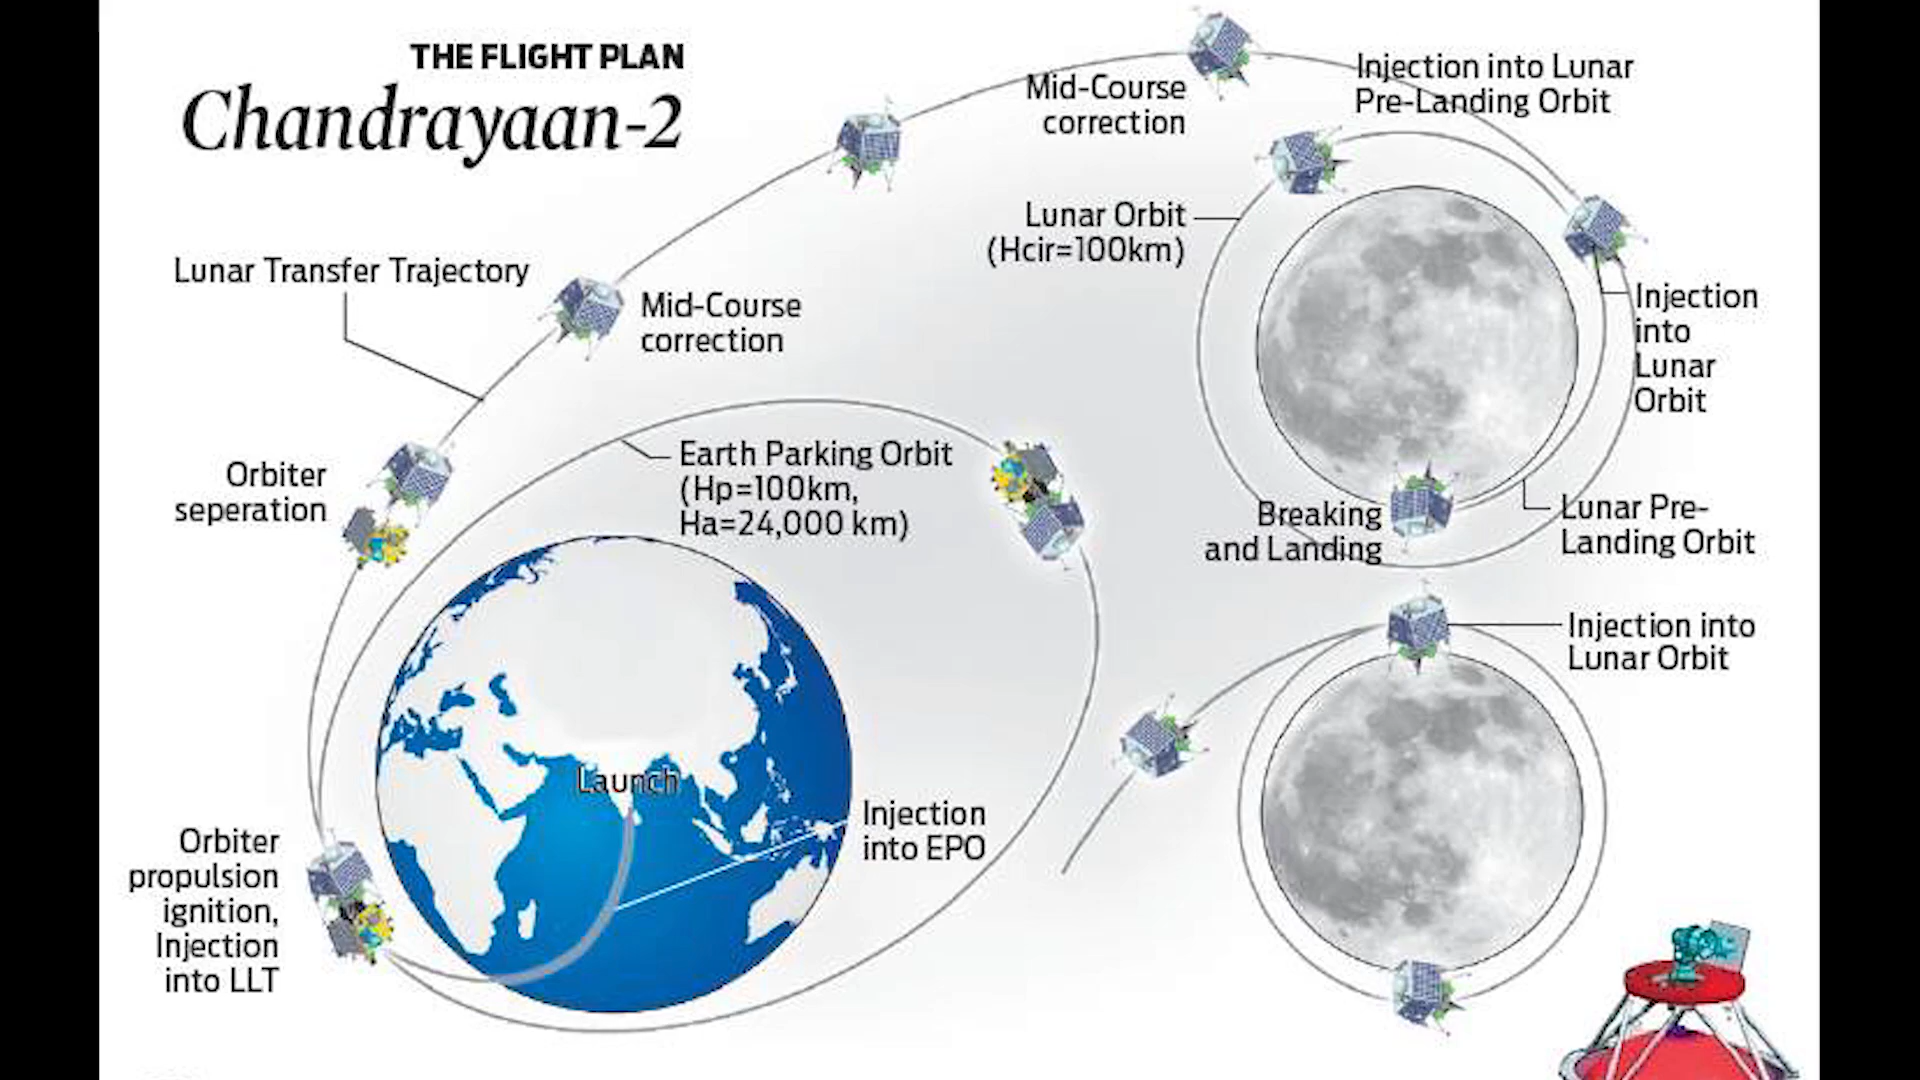 THE FLIGHT PLAN
Chandrayaan-2
Mid-Course
correction
Injection into Lunar
Pre-Landing Orbit
Lunar Orbit
(Hcir=100km)
Lunar Transfer Trajectory
Mid-Course
correction
Injection
into
Lunar
Orbit
Orbiter
seperation
Earth Parking Orbit
(Hp=100km,
Ha=24,000 km)
Breaking
and Landing
Lunar Pre-
Landing Orbit
Injection into
Lunar Orbit
Launch
Injection
into EPO
Orbiter
propulsion
ignition,
Injection
into LLT